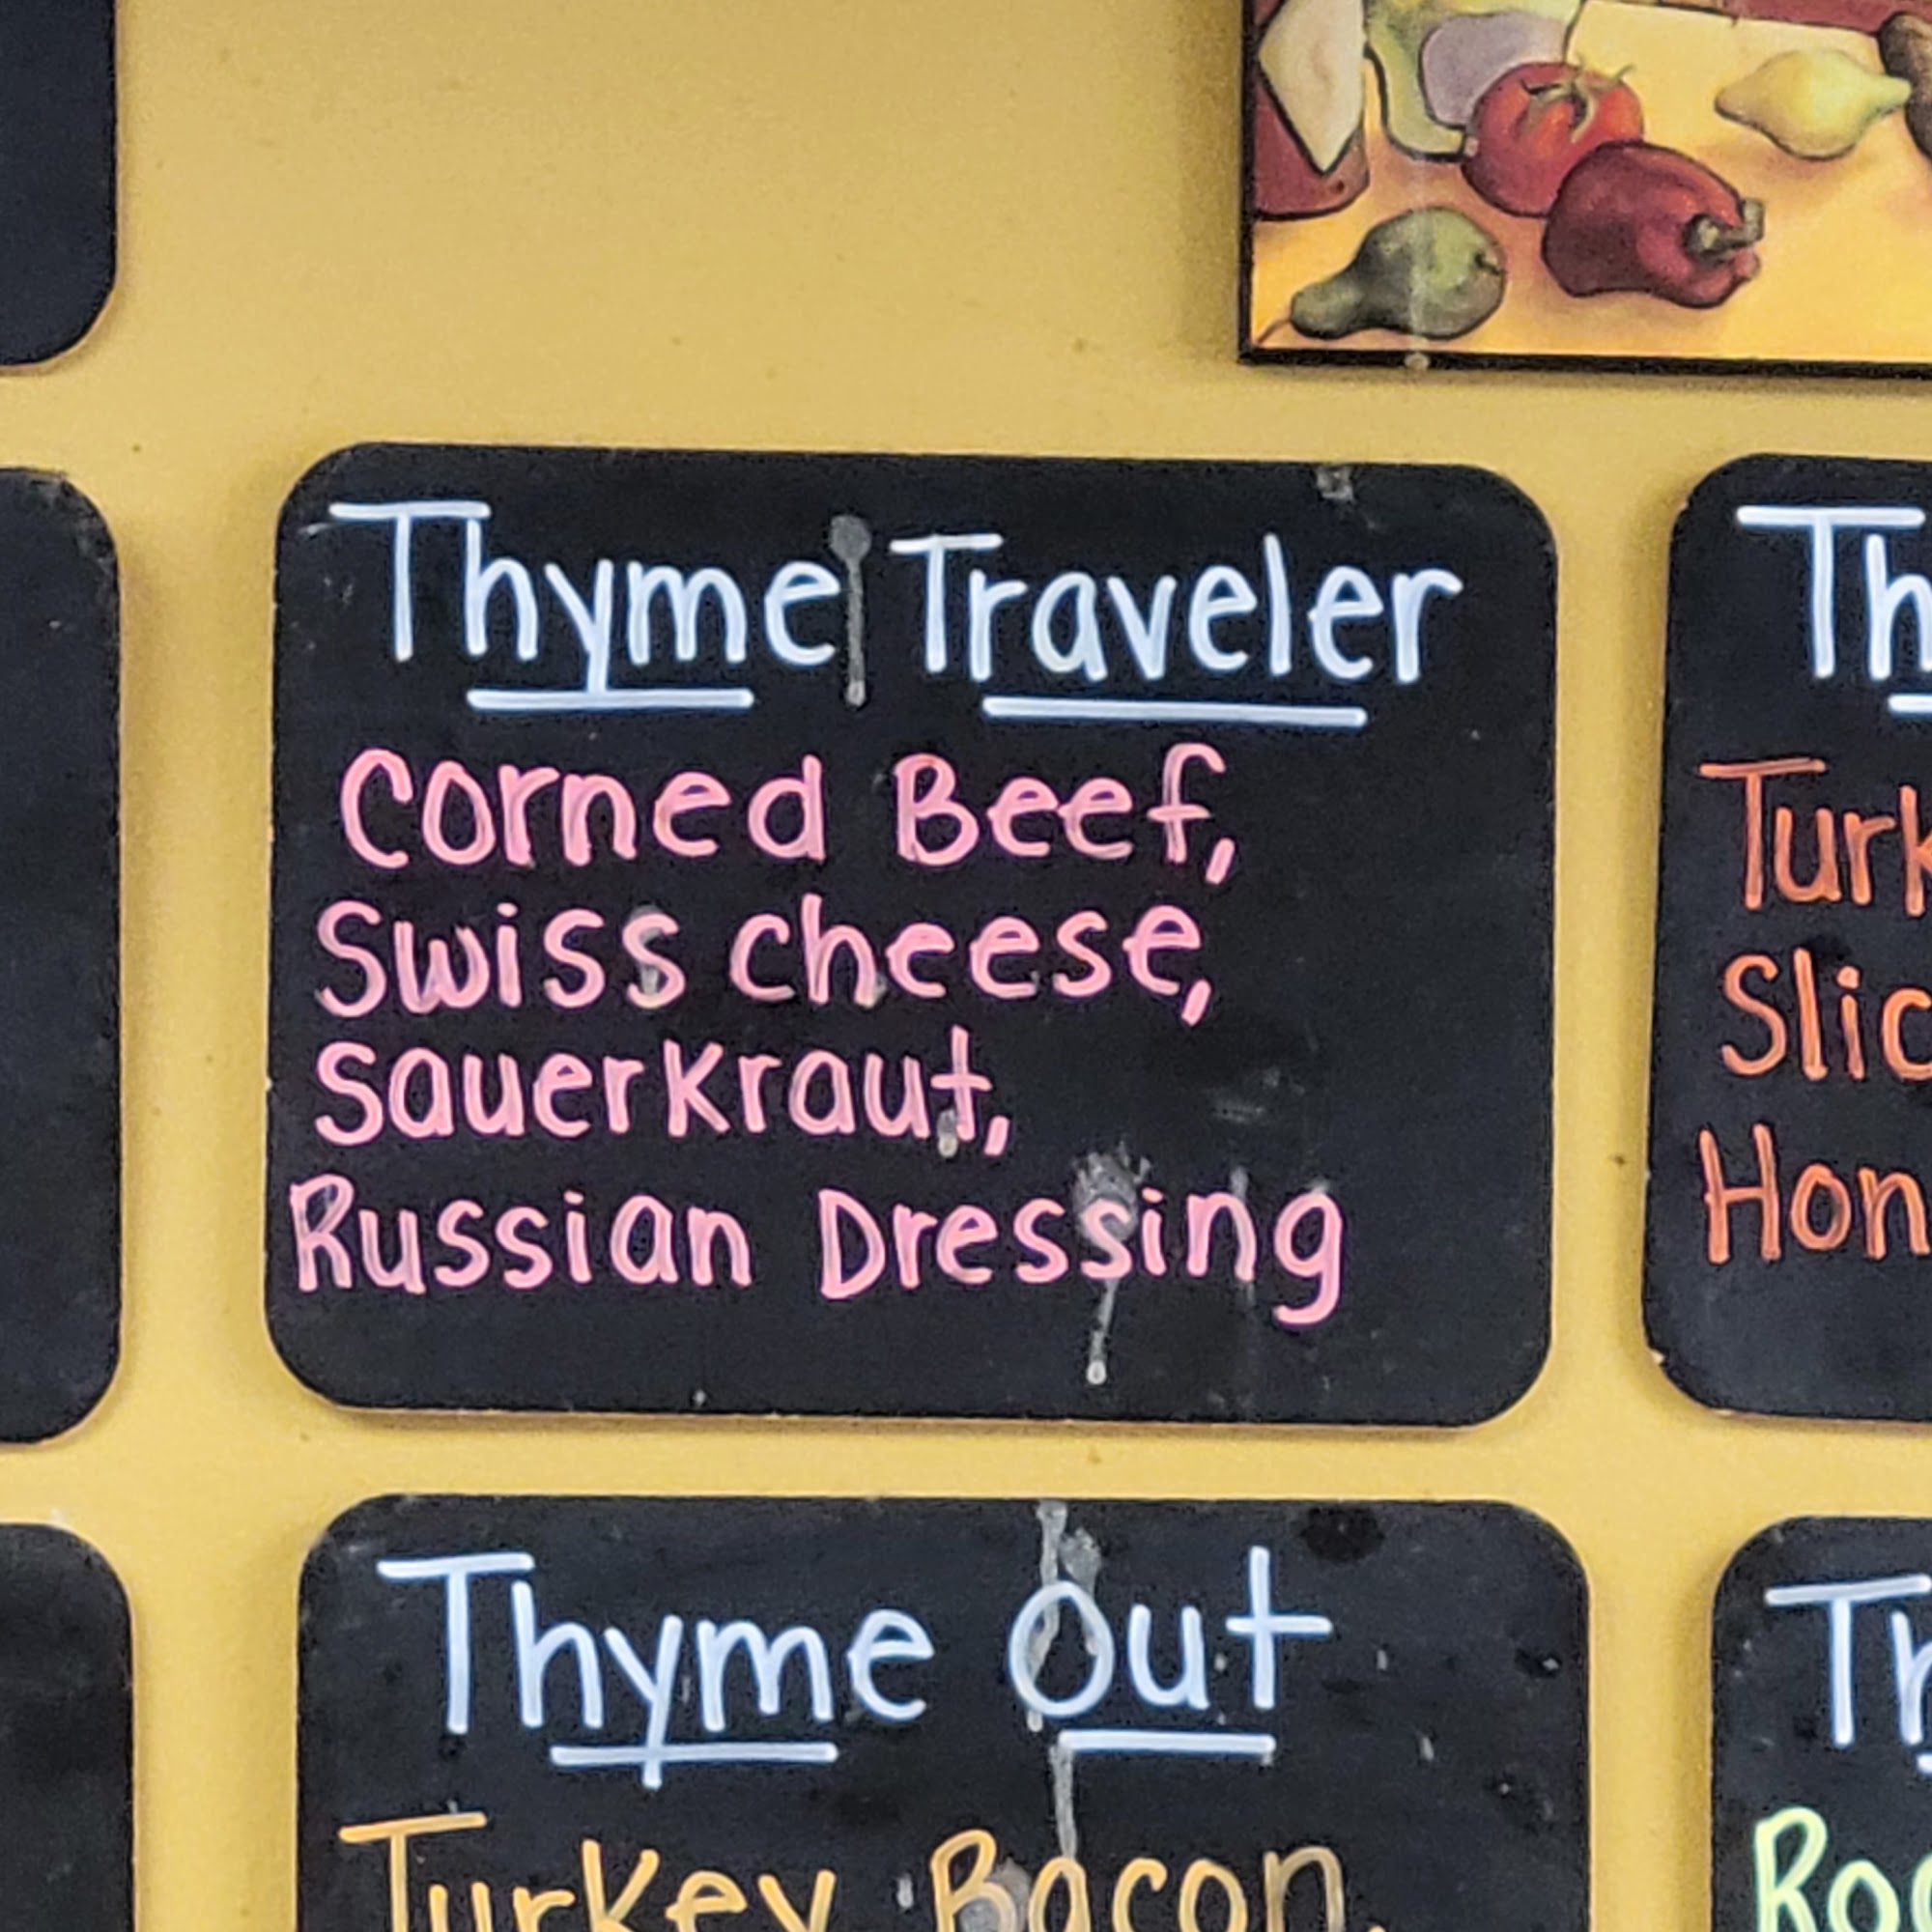 Thyme Traveler
Corned Beef,
Swiss cheese,
Sauerkraut,
Russian Dressing
Thyme Out
Turkey, Bacon,